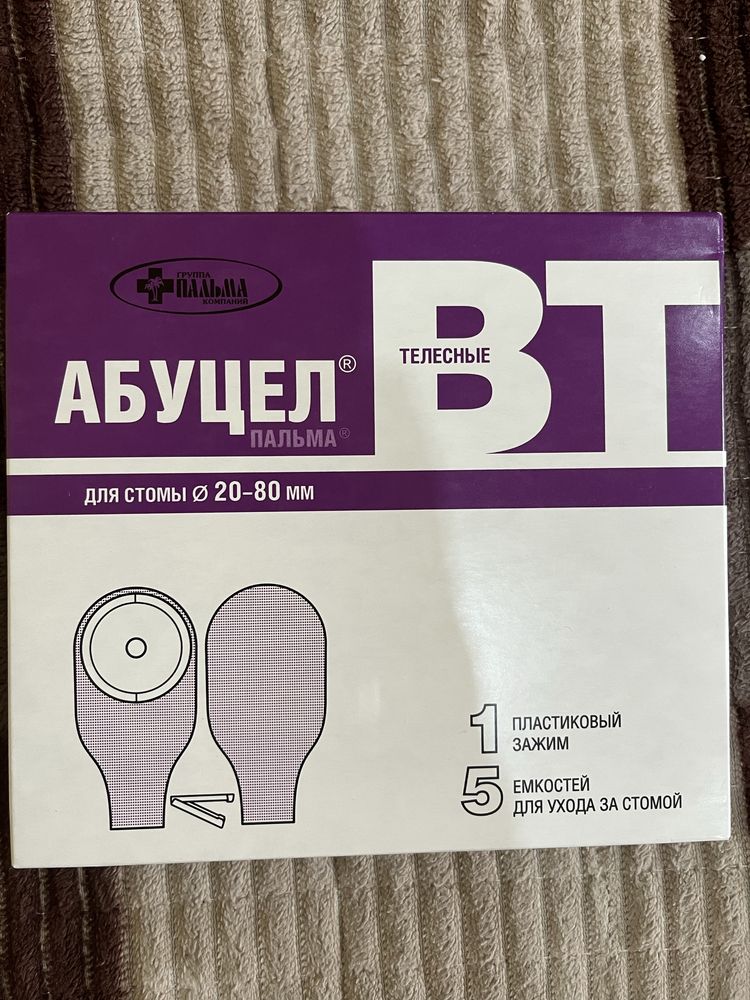 ГРУППА
ПАЛЬМА
КОМПАНИЙ
АБУЦЕЛ®
ПАЛЬМА®
ТЕЛЕСНЫЕ
ВТ
ДЛЯ СТОМЫ Ø 20-80 ММ
1 ПЛАСТИКОВЫЙ
ЗАЖИМ
5 ЕМКОСТЕЙ
ДЛЯ УХОДА ЗА СТОМОЙ